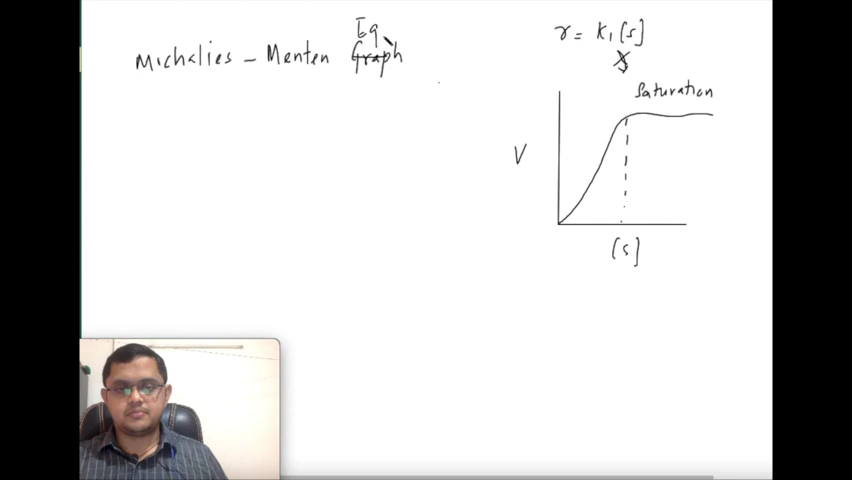 Eq
Michalies - Menten Graph
r = K1 [s]
Saturation
V
[s]